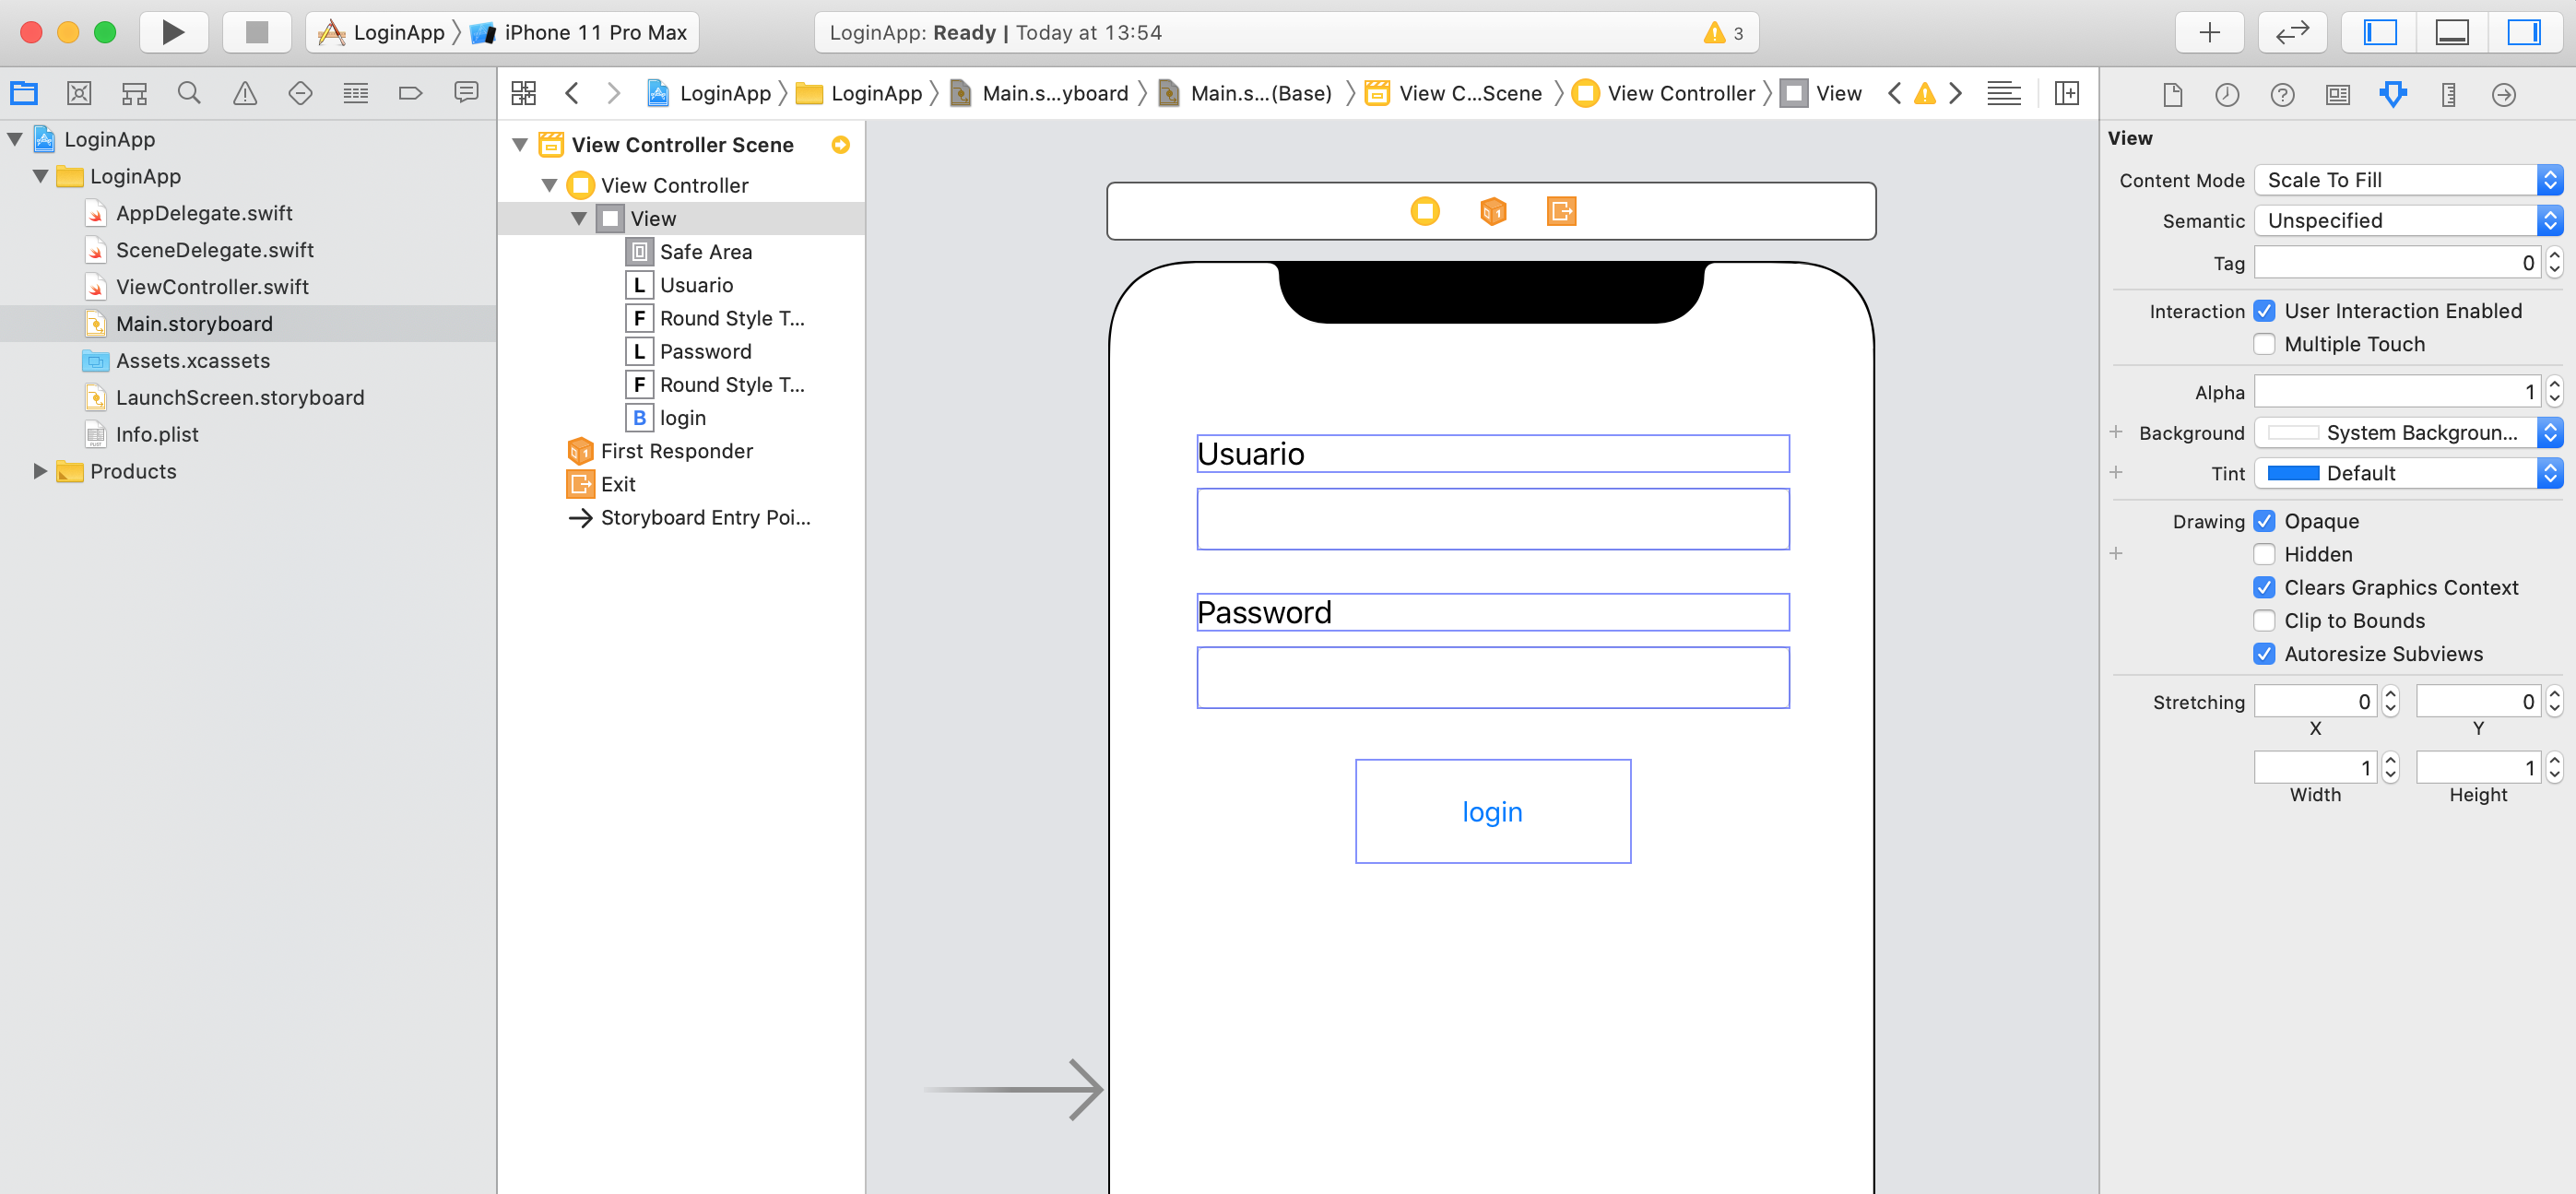 LoginApp
iPhone 11 Pro Max
LoginApp: Ready | Today at 13:54
3
LoginApp
LoginApp
Main.s...yboard
Main.s...(Base)
View C...Scene
View Controller
View
LoginApp
LoginApp
AppDelegate.swift
SceneDelegate.swift
ViewController.swift
Main.storyboard
Assets.xcassets
LaunchScreen.storyboard
Info.plist
Products
View Controller Scene
View Controller
View
Safe Area
L Usuario
F Round Style T...
L Password
F Round Style T...
B login
First Responder
Exit
Storyboard Entry Poi...
Usuario
Password
login
View
Content Mode Scale To Fill
Semantic Unspecified
Tag 0
Interaction User Interaction Enabled
Multiple Touch
Alpha 1
Background System Backgroun...
Tint Default
Drawing Opaque
Hidden
Clears Graphics Context
Clip to Bounds
Autoresize Subviews
Stretching 0 0
X Y
1 1
Width Height